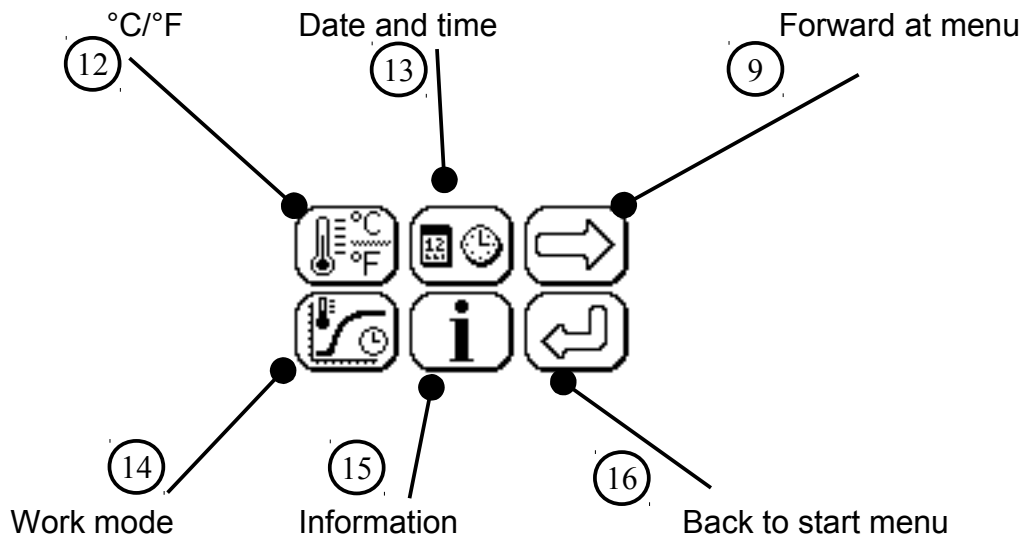 °C/°F Date and time Forward at menu
12 13 9
°C
°F
12
i
14 15 16
Work mode Information Back to start menu